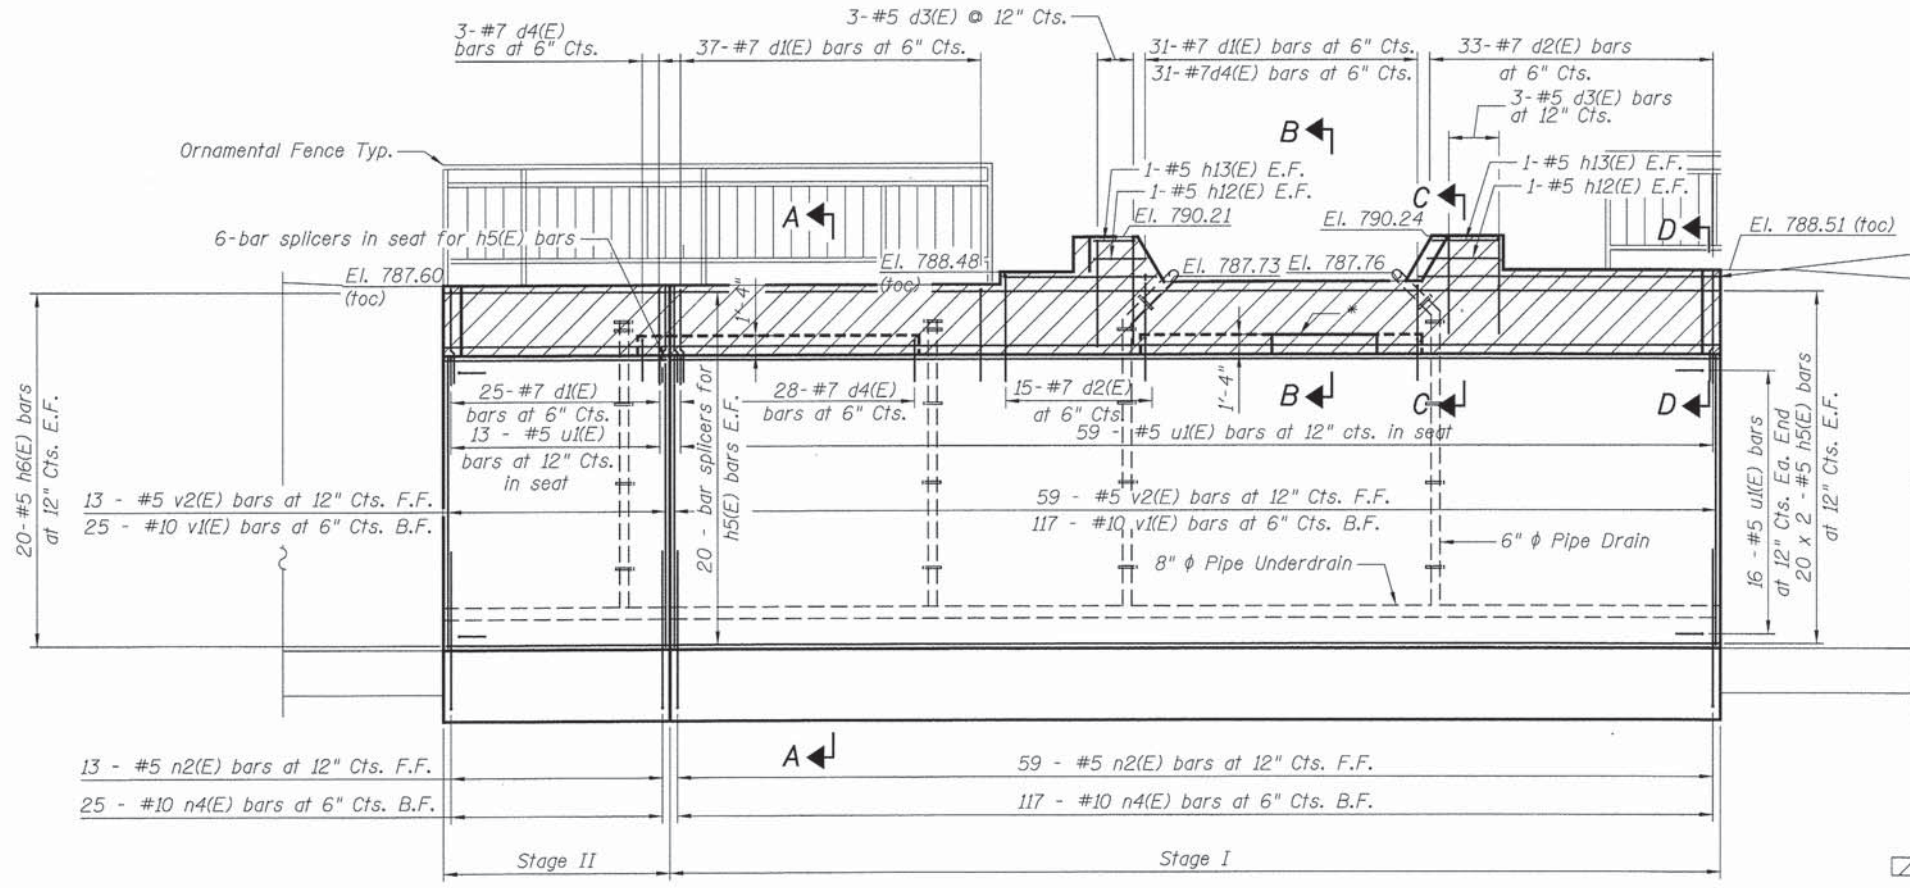 3-#7 d4(E)
bars at 6" Cts.
37-#7 d1(E) bars at 6" Cts.
3-#5 d3(E) @ 12" Cts.
31-#7 d1(E) bars at 6" Cts.
31-#7d4(E) bars at 6" Cts.
33-#7 d2(E) bars
at 6" Cts.
3-#5 d3(E) bars
at 12" Cts.
Ornamental Fence Typ.
B
1-#5 h13(E) E.F.
1-#5 h12(E) E.F.
1-#5 h13(E) E.F.
1-#5 h12(E) E.F.
A
El. 790.21
El. 790.24
C
D
El. 788.51 (toc)
6-bar splicers in seat for h5(E) bars
El. 787.60
(toc)
El. 788.48
(toc)
El. 787.73
El. 787.76
1'-4"
*
1'-4"
20-#5 h6(E) bars
at 12" Cts. E.F.
25-#7 d1(E)
bars at 6" Cts.
13 - #5 u1(E)
bars at 12" Cts.
in seat
20 - bar splicers for
h5(E) bars E.F.
28-#7 d4(E)
bars at 6" Cts.
15-#7 d2(E)
at 6" Cts.
B
C
D
59 - #5 u1(E) bars at 12" cts. in seat
13 - #5 v2(E) bars at 12" Cts. F.F.
25 - #10 v1(E) bars at 6" Cts. B.F.
59 - #5 v2(E) bars at 12" Cts. F.F.
117 - #10 v1(E) bars at 6" Cts. B.F.
6" ϕ Pipe Drain
8" ϕ Pipe Underdrain
16 - #5 u1(E) bars
at 12" Cts. Ea. End
20 x 2 - #5 h5(E) bars
at 12" Cts. E.F.
A
13 - #5 n2(E) bars at 12" Cts. F.F.
25 - #10 n4(E) bars at 6" Cts. B.F.
59 - #5 n2(E) bars at 12" Cts. F.F.
117 - #10 n4(E) bars at 6" Cts. B.F.
Stage II
Stage I